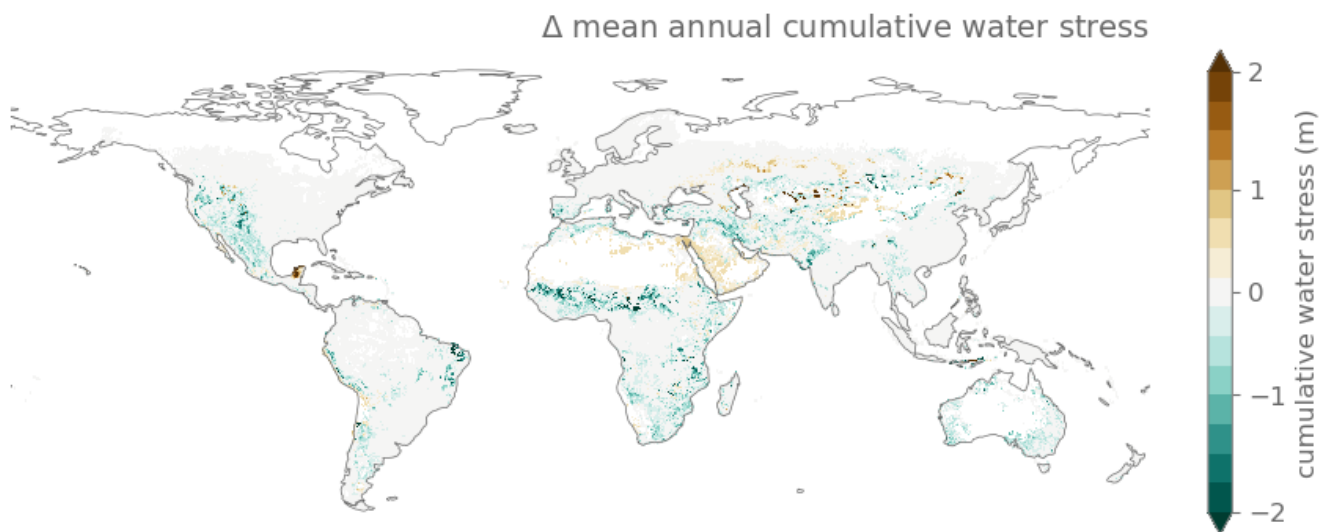 Δ mean annual cumulative water stress
2
1
0
−1
−2
cumulative water stress (m)